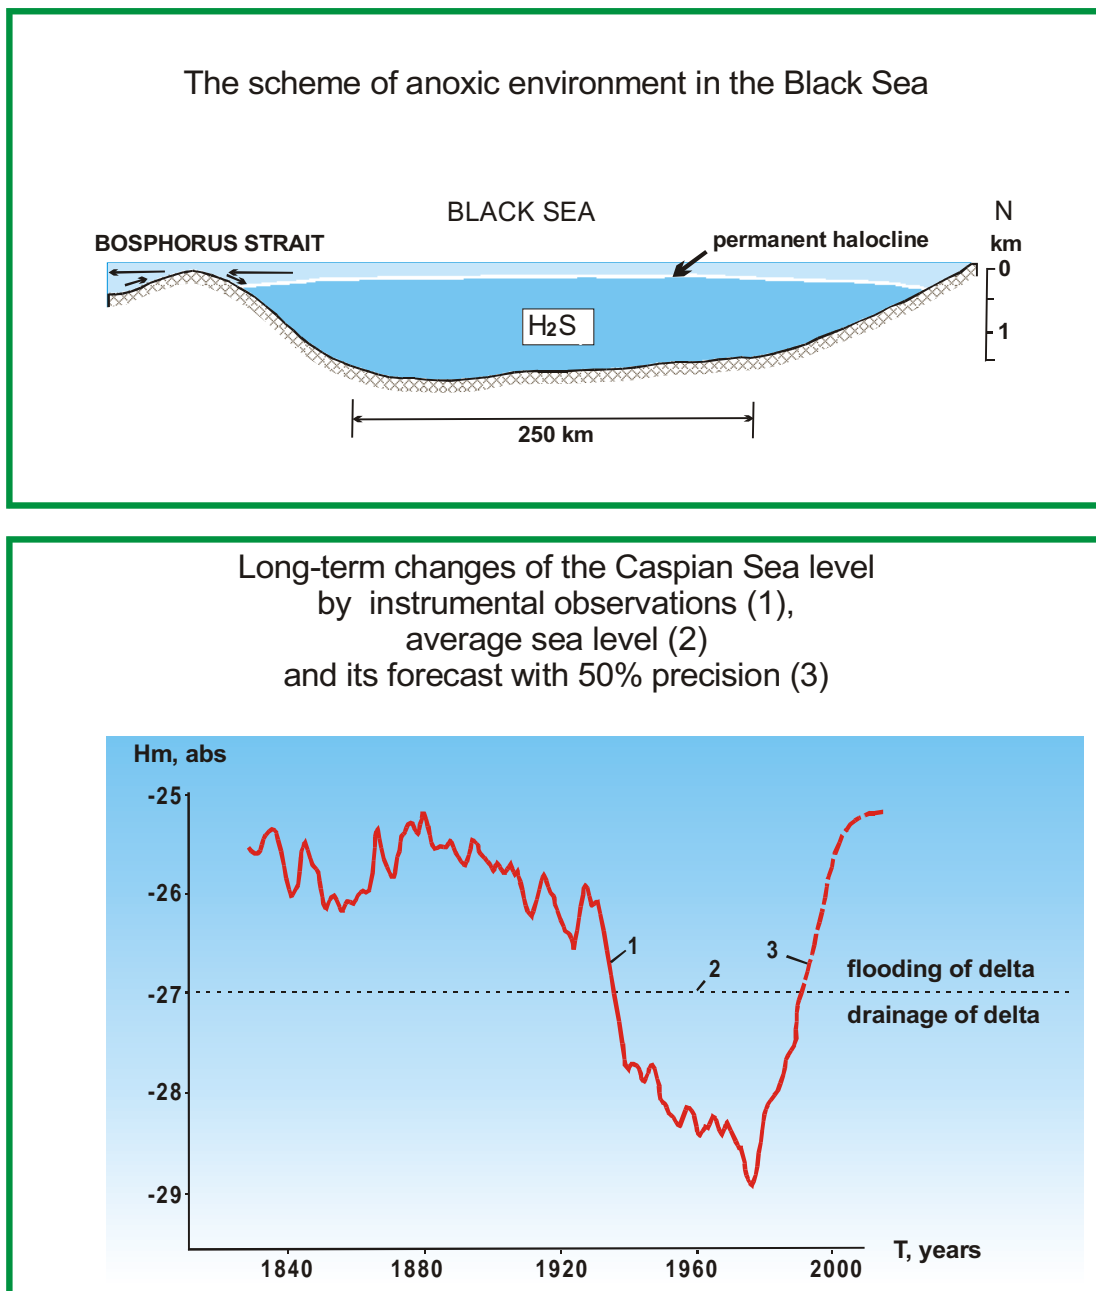 The scheme of anoxic environment in the Black Sea
BLACK SEA
N
BOSPHORUS STRAIT
permanent halocline
km
0
H2S
1
250 km
Long-term changes of the Caspian Sea level
by instrumental observations (1),
average sea level (2)
and its forecast with 50% precision (3)
Hm, abs
-25
-26
1
2
3
flooding of delta
-27
drainage of delta
-28
-29
T, years
1840 1880 1920 1960 2000